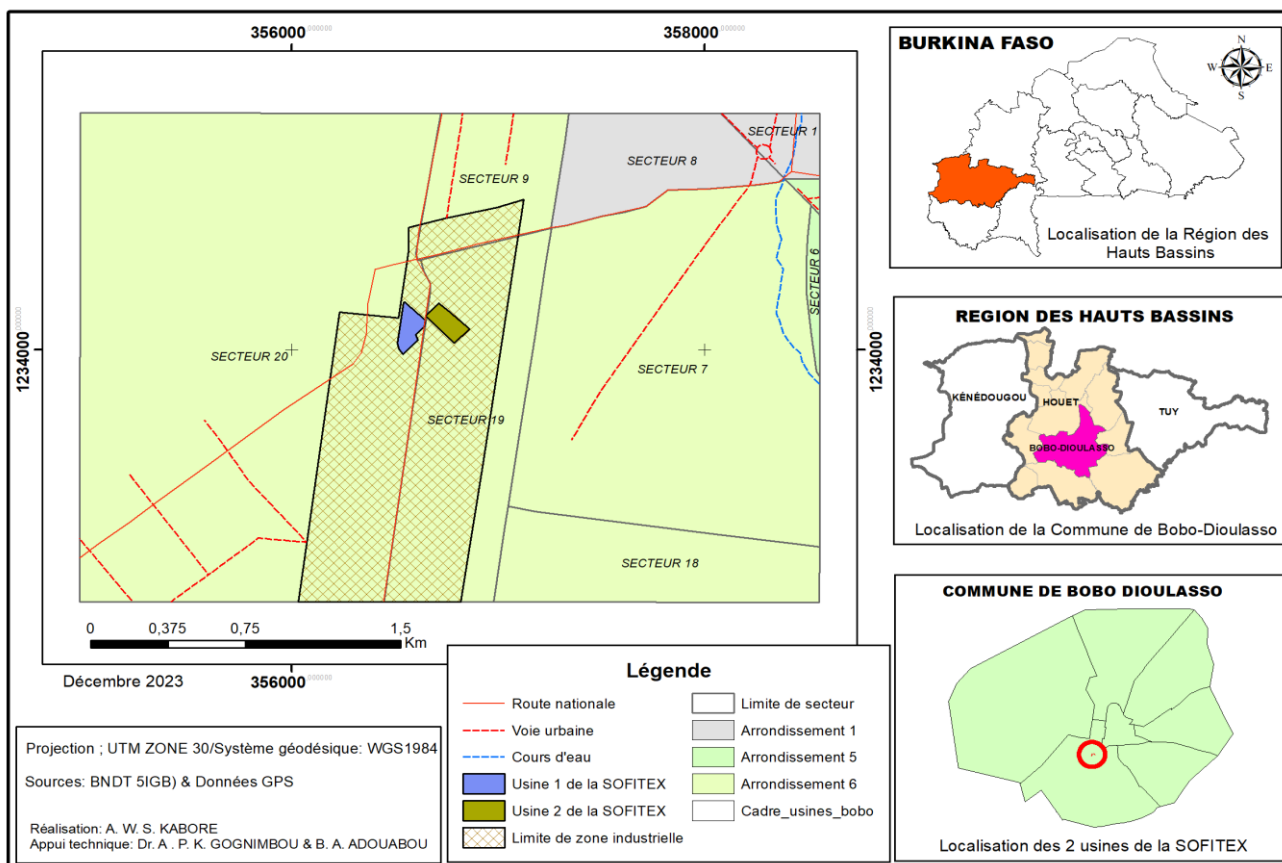 356000,000000
358000,000000
1234000,000000
1234000,000000
SECTEUR 1
SECTEUR 8
SECTEUR 9
SECTEUR 6
SECTEUR 20
SECTEUR 7
SECTEUR 19
SECTEUR 18
0 0,375 0,75 1,5
Km
Décembre 2023
356000,000000
Projection ; UTM ZONE 30/Système géodésique: WGS1984
Sources: BNDT 5IGB) & Données GPS
Réalisation: A. W. S. KABORE
Appui technique: Dr. A . P. K. GOGNIMBOU & B. A. ADOUABOU
Légende
Route nationale
Voie urbaine
Cours d'eau
Usine 1 de la SOFITEX
Usine 2 de la SOFITEX
Limite de zone industrielle
Limite de secteur
Arrondissement 1
Arrondissement 5
Arrondissement 6
Cadre_usines_bobo
BURKINA FASO
N
W E
S
Localisation de la Région des
Hauts Bassins
REGION DES HAUTS BASSINS
KÉNÉDOUGOU
HOUET
TUY
BOBO-DIOULASSO
Localisation de la Commune de Bobo-Dioulasso
COMMUNE DE BOBO DIOULASSO
Localisation des 2 usines de la SOFITEX